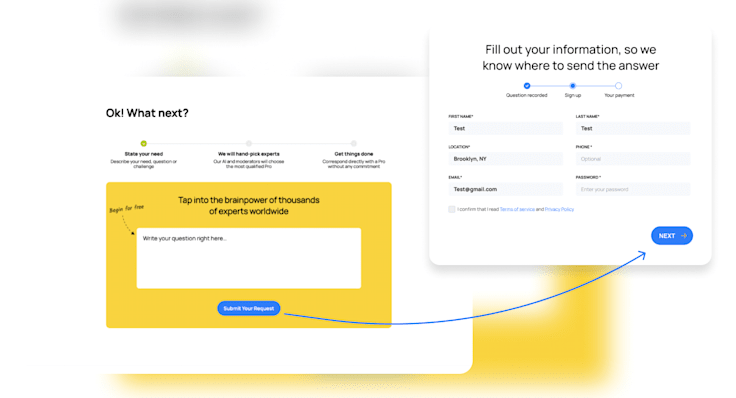 Ok! What next?
State your need
Describe your need, question or
challenge
We will hand-pick experts
Our AI and moderators will choose
the most qualified Pro
Get things done
Correspond directly with a Pro
without any commitment
Begin for free
Tap into the brainpower of thousands
of experts worldwide
Write your question right here...
Submit Your Request
Fill out your information, so we
know where to send the answer
Question recorded
Sign up
Your payment
FIRST NAME*
LAST NAME*
Test
Test
LOCATION*
PHONE *
Brooklyn, NY
Optional
EMAIL*
PASSWORD *
Test@gmail.com
Enter your password
I confirm that I read Terms of service and Privacy Policy
NEXT